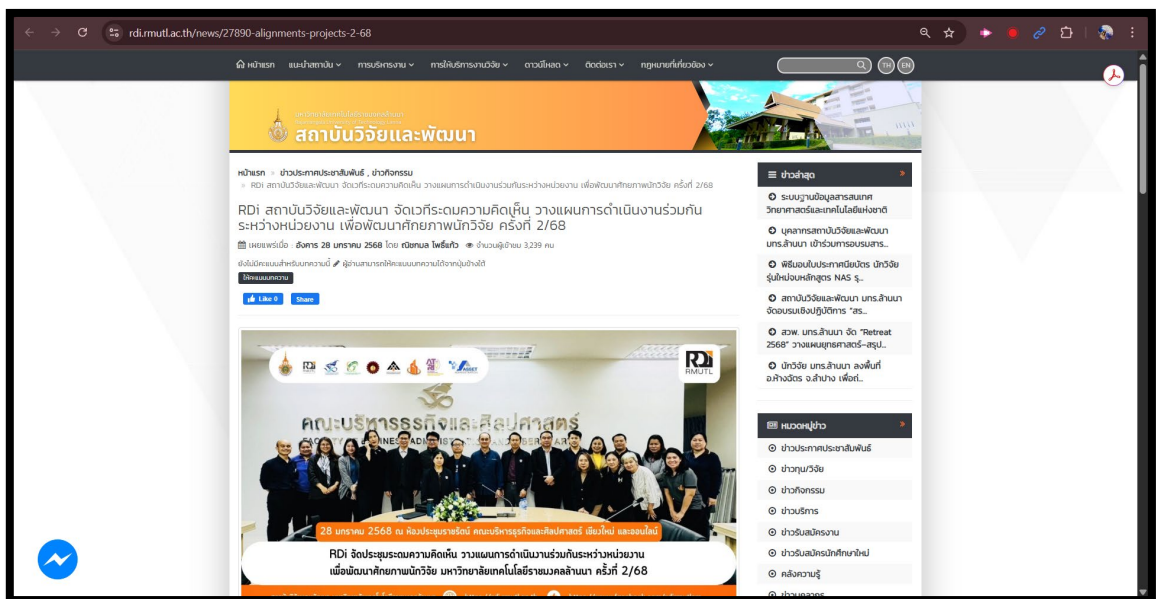 rdi.rmutl.ac.th/news/27890-alignments-projects-2-68
หน้าแรก แนะนำสถาบัน การบริหารงาน การให้บริการงานวิจัย ดาวน์โหลด ติดต่อเรา กฎหมายที่เกี่ยวข้อง TH EN
สถาบันวิจัยและพัฒนา
หน้าแรก » ข่าวประกาศประชาสัมพันธ์ , ข่าวกิจกรรม
» RDi สถาบันวิจัยและพัฒนา จัดเวทีระดมความคิดเห็น วางแผนการดำเนินงานร่วมกันระหว่างหน่วยงาน เพื่อพัฒนาศักยภาพนักวิจัย ครั้งที่ 2/68
RDi สถาบันวิจัยและพัฒนา จัดเวทีระดมความคิดเห็น วางแผนการดำเนินงานร่วมกัน
ระหว่างหน่วยงาน เพื่อพัฒนาศักยภาพนักวิจัย ครั้งที่ 2/68
เผยแพร่เมื่อ : อังคาร 28 มกราคม 2568 โดย ณิชกมล โพธิ์แก้ว จำนวนผู้เข้าชม 3,239 คน
ยังไม่มีคะแนนสำหรับบทความนี้ ผู้อ่านสามารถให้คะแนนบทความได้จากปุ่มข้างใต้
ให้คะแนนบทความ
Like 0 Share
RDi
RMUTL
คณะบริหารธุรกิจและศิลปศาสตร์
28 มกราคม 2568 ณ ห้องประชุมราชรัตน์ คณะบริหารธุรกิจและศิลปศาสตร์ เชียงใหม่ และออนไลน์
RDi จัดประชุมระดมความคิดเห็น วางแผนการดำเนินงานร่วมกันระหว่างหน่วยงาน
เพื่อพัฒนาศักยภาพนักวิจัย มหาวิทยาลัยเทคโนโลยีราชมงคลล้านนา ครั้งที่ 2/68
ข่าวล่าสุด »
ระบบฐานข้อมูลสารสนเทศ
วิทยาศาสตร์และเทคโนโลยีแห่งชาติ
บุคลากรสถาบันวิจัยและพัฒนา
มทร.ล้านนา เข้าร่วมการอบรมสาร...
พิธีมอบใบประกาศนียบัตร นักวิจัย
รุ่นใหม่จบหลักสูตร NAS รุ...
สถาบันวิจัยและพัฒนา มทร.ล้านนา
จัดอบรมเชิงปฏิบัติการ "สร...
สวพ. มทร.ล้านนา จัด "Retreat
2568" วางแผนยุทธศาสตร์–สรุป...
นักวิจัย มทร.ล้านนา ลงพื้นที่
อ.ห้างฉัตร จ.ลำปาง เพื่อถ่...
หมวดหมู่ข่าว »
ข่าวประกาศประชาสัมพันธ์
ข่าวทุน/วิจัย
ข่าวกิจกรรม
ข่าวบริการ
ข่าวรับสมัครงาน
ข่าวรับสมัครนักศึกษาใหม่
คลังความรู้